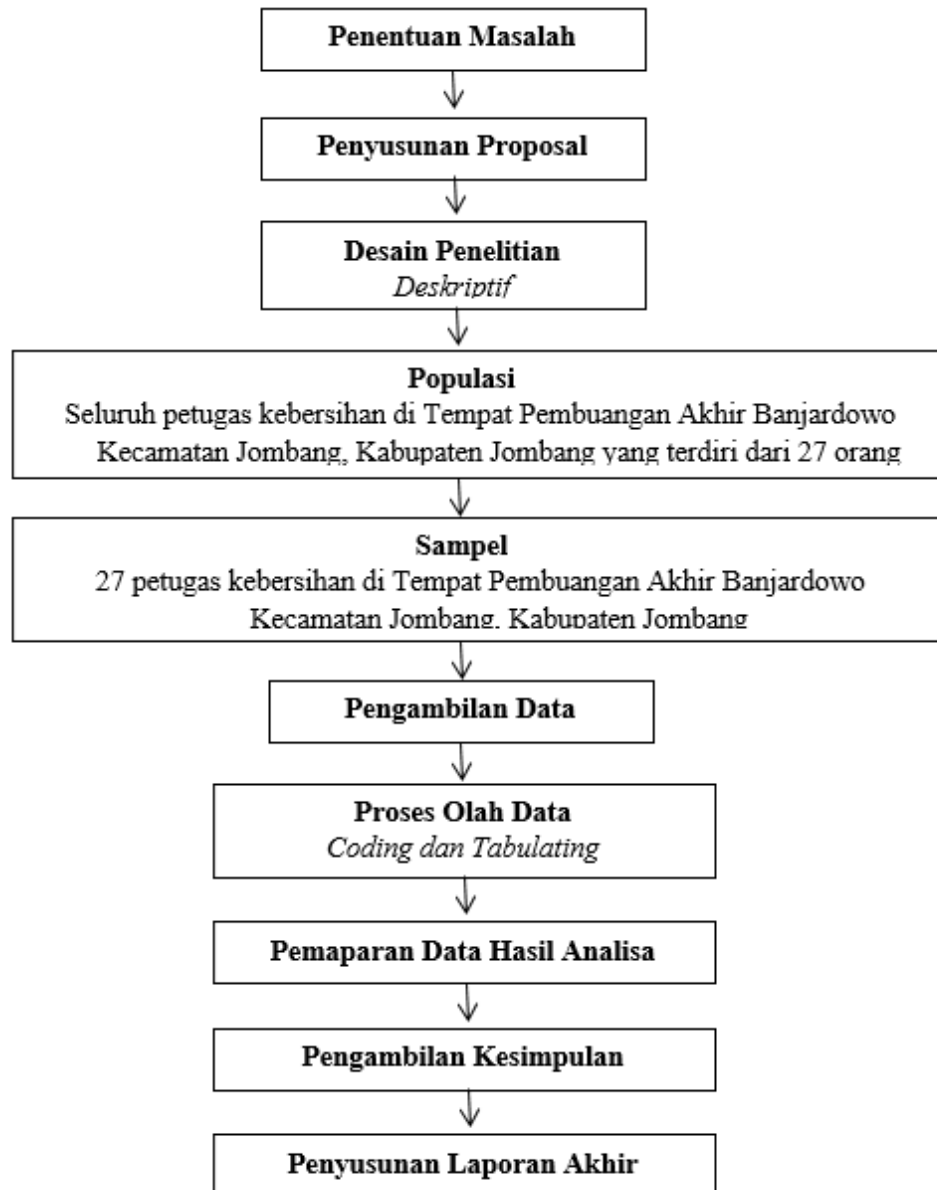 Penentuan Masalah
Penyusunan Proposal
Desain Penelitian
Deskriptif
Populasi
Seluruh petugas kebersihan di Tempat Pembuangan Akhir Banjardowo
Kecamatan Jombang, Kabupaten Jombang yang terdiri dari 27 orang
Sampel
27 petugas kebersihan di Tempat Pembuangan Akhir Banjardowo
Kecamatan Jombang, Kabupaten Jombang
Pengambilan Data
Proses Olah Data
Coding dan Tabulating
Pemaparan Data Hasil Analisa
Pengambilan Kesimpulan
Penyusunan Laporan Akhir